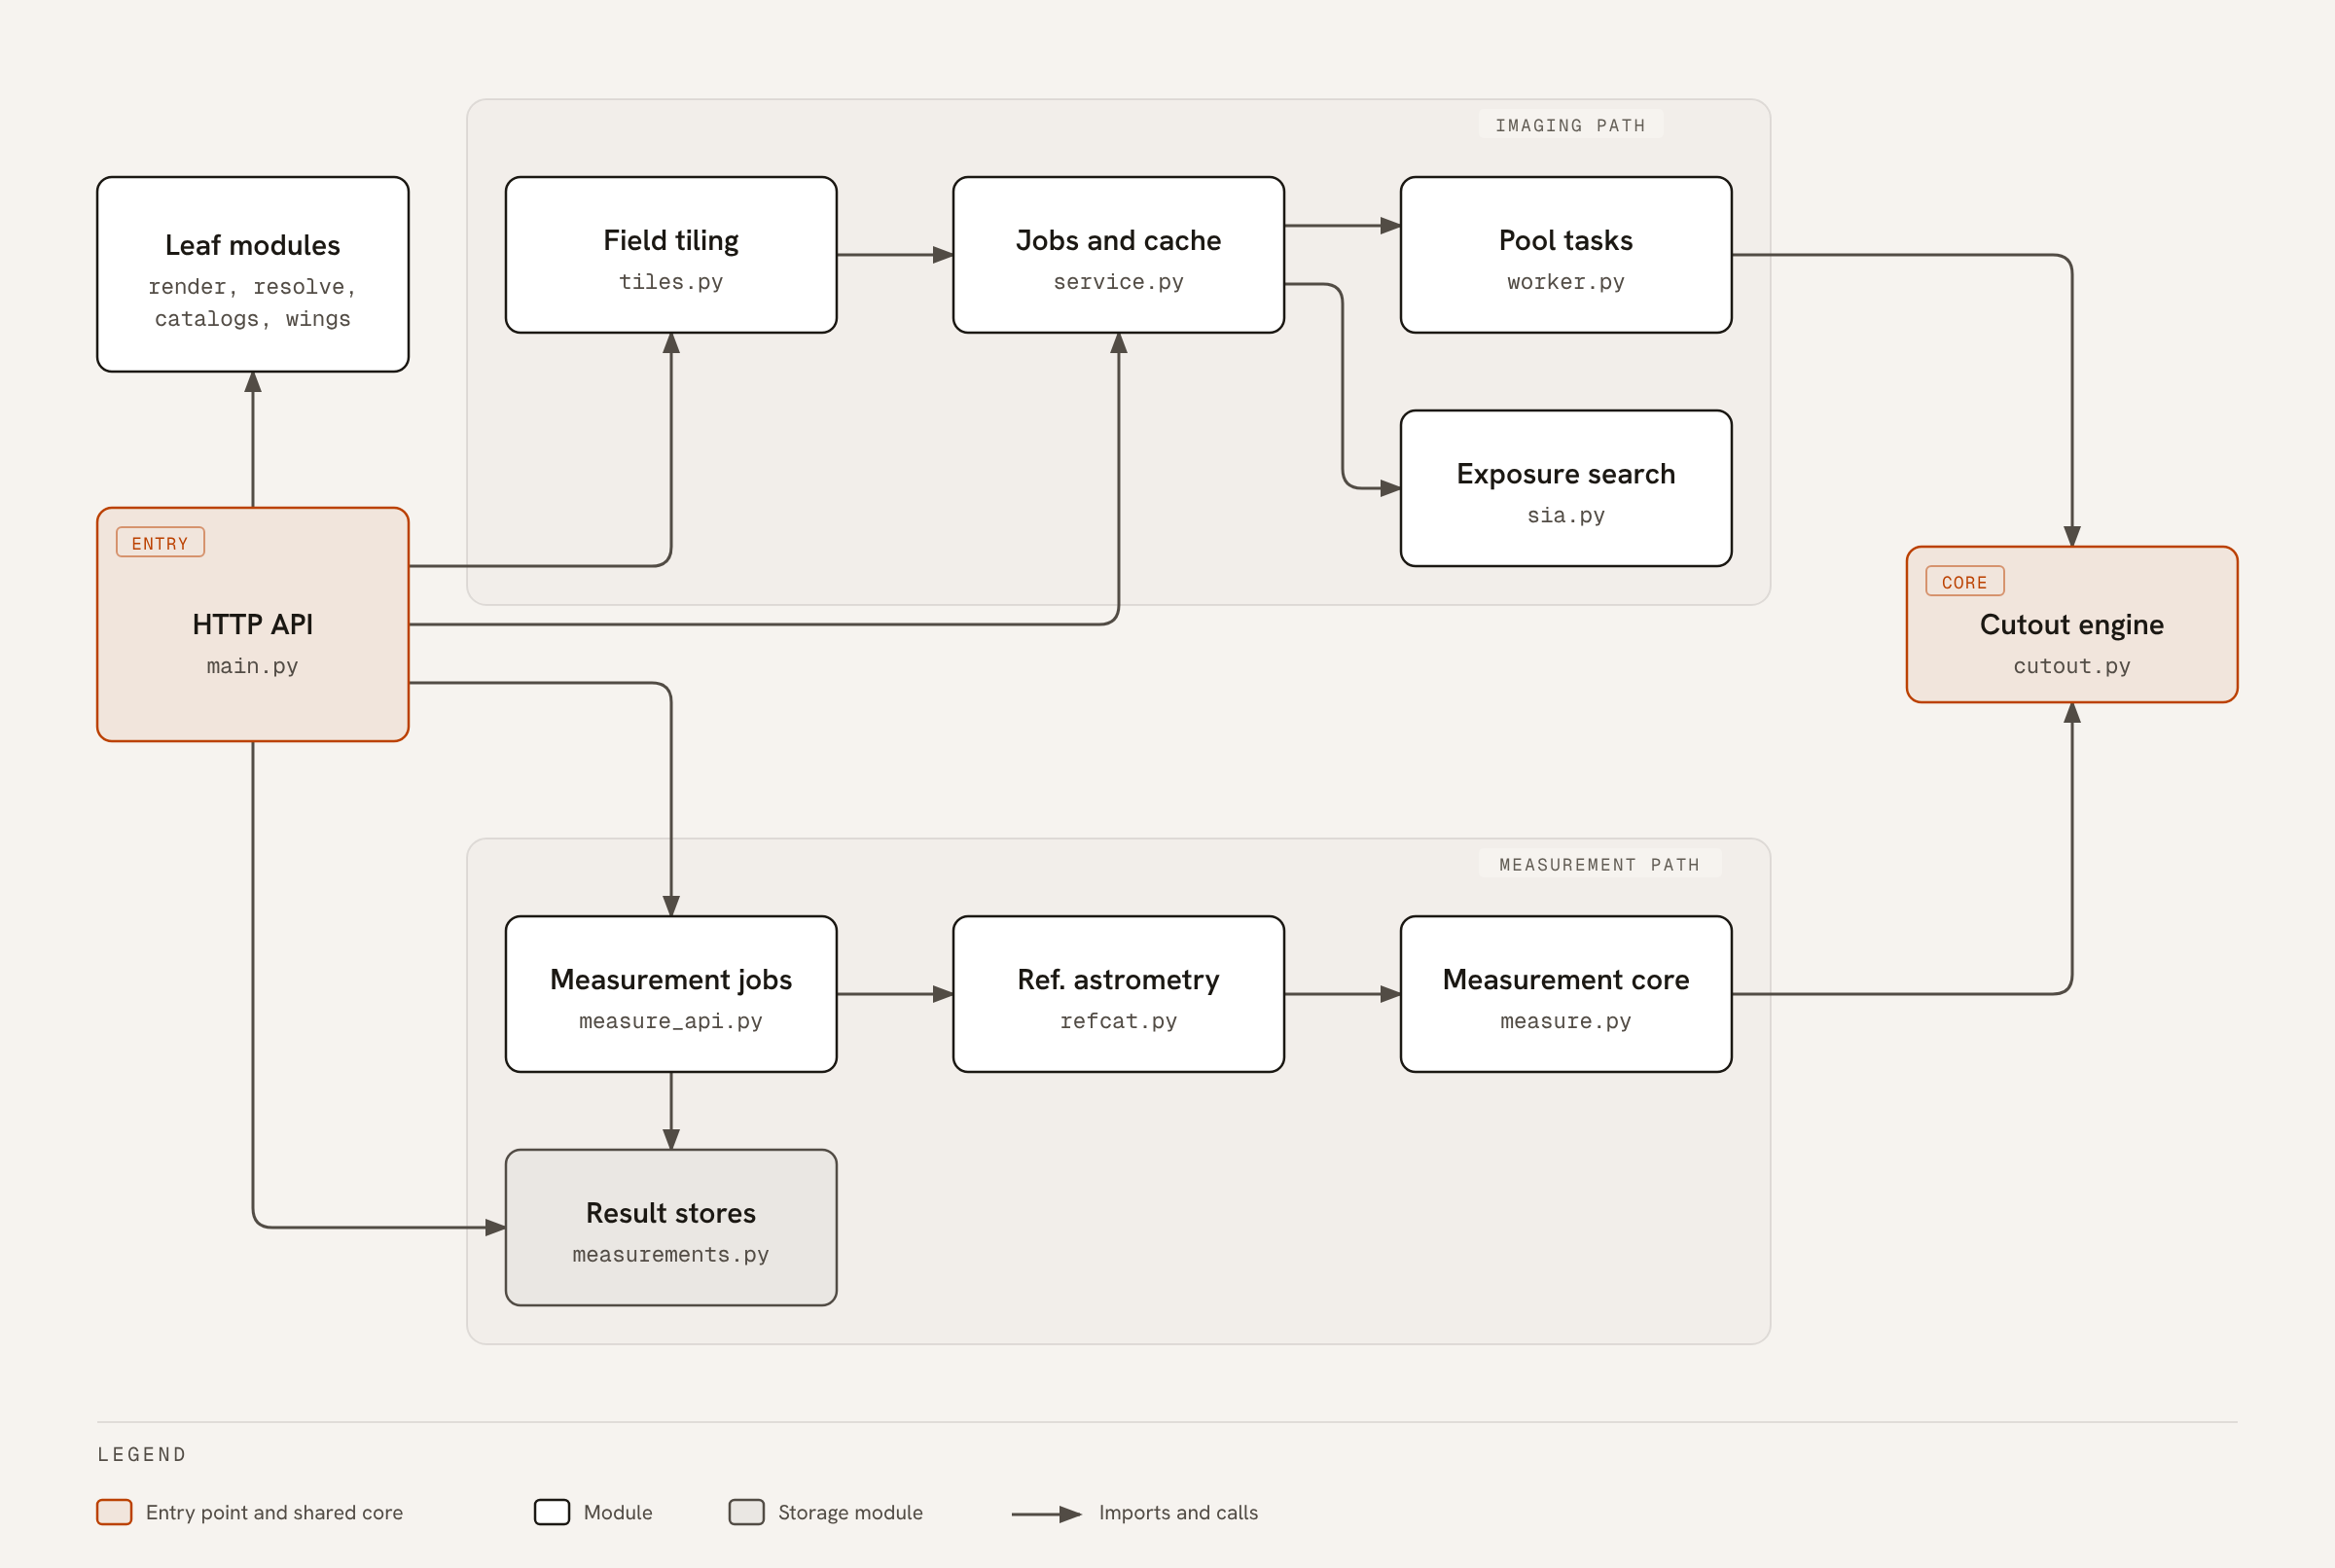 IMAGING PATH
Leaf modules
render, resolve,
catalogs, wings
Field tiling
tiles.py
Jobs and cache
service.py
Pool tasks
worker.py
Exposure search
sia.py
ENTRY
HTTP API
main.py
CORE
Cutout engine
cutout.py
MEASUREMENT PATH
Measurement jobs
measure_api.py
Ref. astrometry
refcat.py
Measurement core
measure.py
Result stores
measurements.py
LEGEND
Entry point and shared core
Module
Storage module
Imports and calls